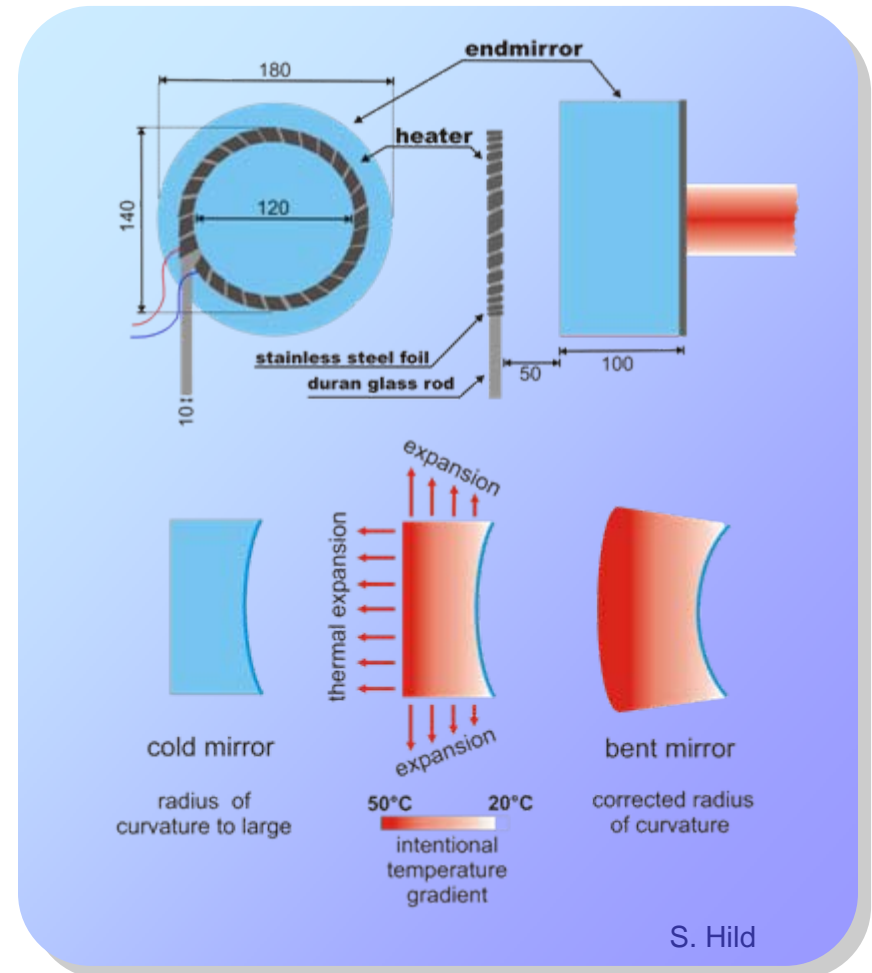 endmirror
180
heater
140
120
stainless steel foil
duran glass rod
10
50
100
expansion
thermal expansion
expansion
cold mirror
bent mirror
radius of
curvature to large
50°C
20°C
intentional
temperature
gradient
corrected radius
of curvature
S. Hild